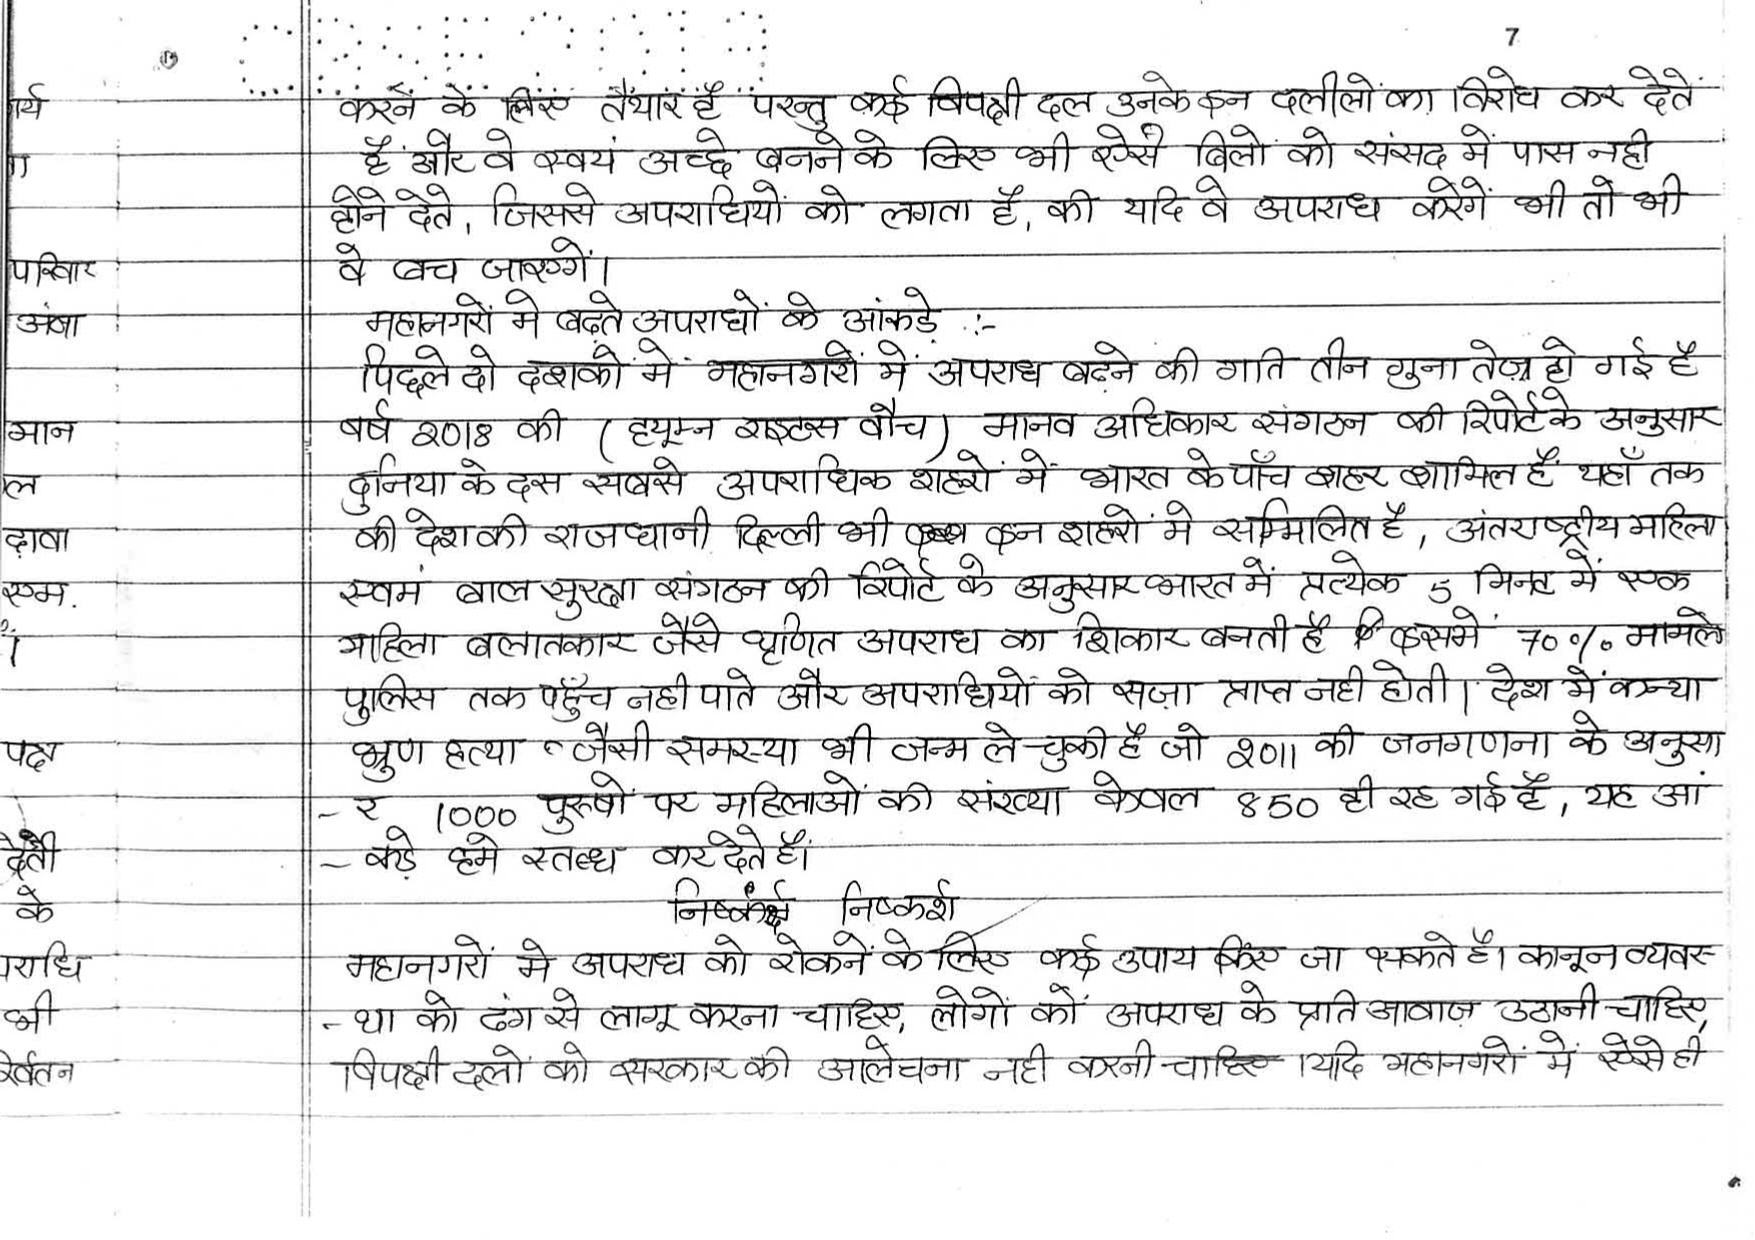 7
करनें कें लिए तैयार है परन्तु कई विपक्षी दल उनके इन दलीलों का विरोध कर देतें
हैं और वे स्वयं अच्छे बनने के लिए भी ऐसे बिलों को संसद में पास नही
होने देते, जिससे अपराधियों को लगता है, की यदि वे अपराध करेगें भी तो भी
वे बच जाएगें।
महानगरों मे बढ़ते अपराधों के आंकड़े :-
पिछले दो दशकों में महानगरों में अपराध बढ़ने की गति तीन गुना तेज़ हो गई है
वर्ष 2018 की (ह्यूमन राइटस वौच) मानव अधिकार संगठन की रिपोर्ट के अनुसार
दुनिया के दस सबसे अपराधिक शहरों में भारत के पाँच शहर शामिल हैं यहाँ तक
की देश की राजधानी दिल्ली भी इन शहरों मे सम्मिलित है, अंतराष्ट्रीय महिला
एवमं बाल सुरक्षा संगठन की रिपोर्ट के अनुसार भारत में प्रत्येक 5 मिनट में एक
महिला बलातकार जैसे घृणित अपराध का शिकार बनती है इसमें 70% मामले
पुलिस तक पहुँच नही पाते और अपराधियों को सज़ा प्राप्त नही होती। देश में कन्या
भ्रुण हत्या जैसी समस्या भी जन्म ले चुकी है जो 2011 की जनगणना के अनुसा
- र 1000 पुरुषों पर महिलाओं की संख्या केवल 850 ही रह गई है, यह आं
- कड़े हमे स्तब्ध कर देते हैं।
निष्कर्ष निष्कर्श
महानगरों मे अपराध को रोकनें के लिए कई उपाय किए जा सकते है। कानून व्यवस्
- था को ढंग से लागू करना चाहिए, लोगों कों अपराध के प्रति आवाज़ उठानी चाहिए,
विपक्षी दलों को सरकार की आलेचना नही करनी चाहिए।यदि महानगरों में ऐसे ही
र्य
ा
परिवार
अंबा
मान
ल
ढ़ावा
एम.
पक्ष
देती
के
राधि
भी
र्वतन